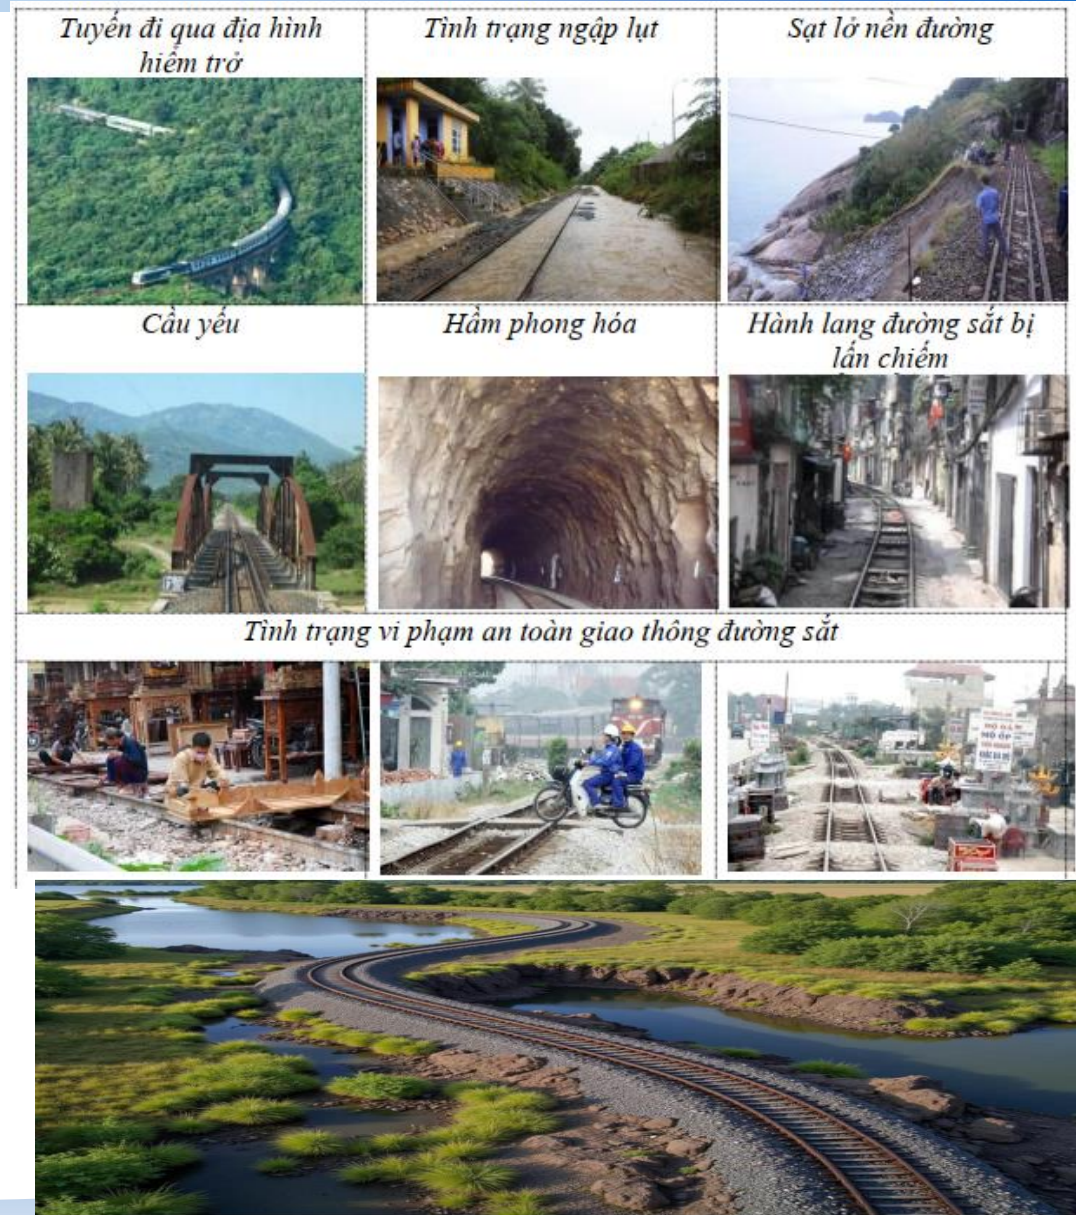 Tuyến đi qua địa hình
hiểm trở
Tình trạng ngập lụt
Sạt lở nền đường
Cầu yếu
Hầm phong hóa
Hành lang đường sắt bị
lấn chiếm
Tình trạng vi phạm an toàn giao thông đường sắt